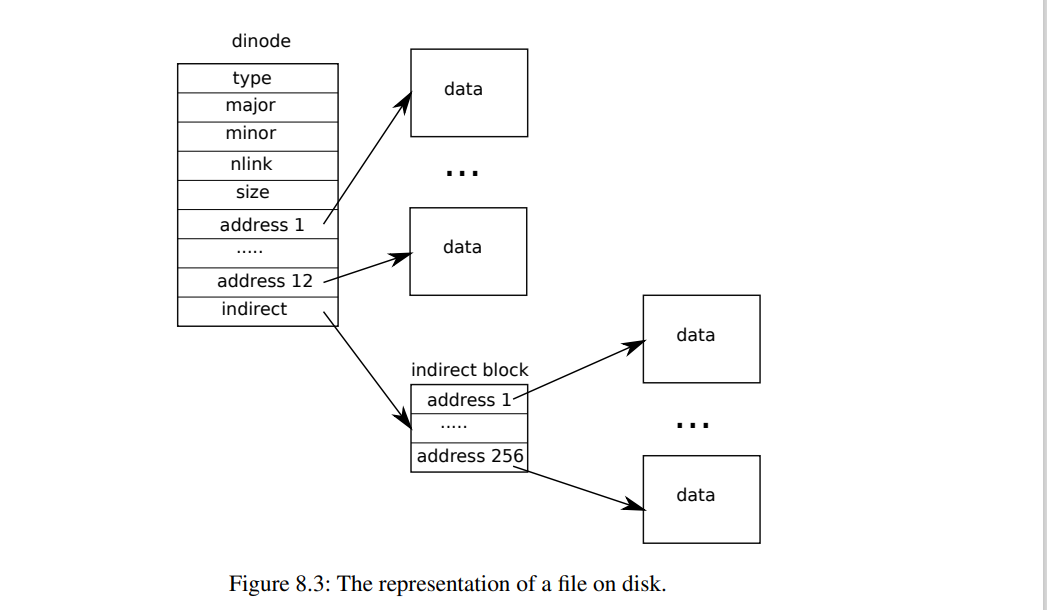 dinode
type
major
minor
nlink
size
address 1
.....
address 12
indirect
data
...
data
indirect block
address 1
.....
address 256
data
...
data
Figure 8.3: The representation of a file on disk.